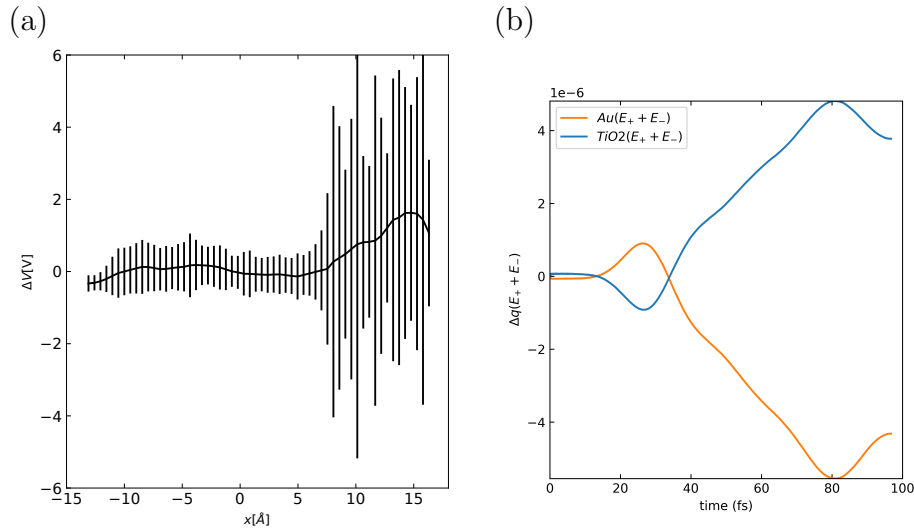 (a)
6
4
2
0
−2
−4
−6
ΔV[V]
−15 −10 −5 0 5 10 15
x[Å]
(b)
1e-6
Au(E₊ + E₋)
TiO2(E₊ + E₋)
4
2
0
−2
−4
Δq(E₊ + E₋)
0 20 40 60 80 100
time (fs)